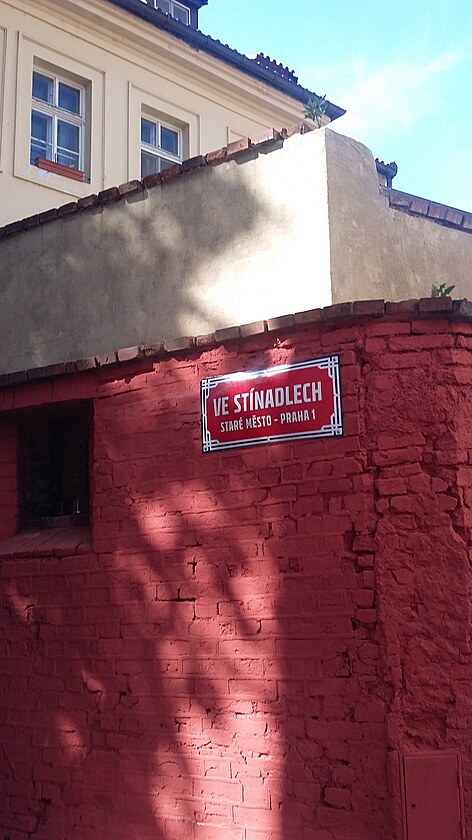 VE STÍNADLECH
STARÉ MĚSTO - PRAHA 1